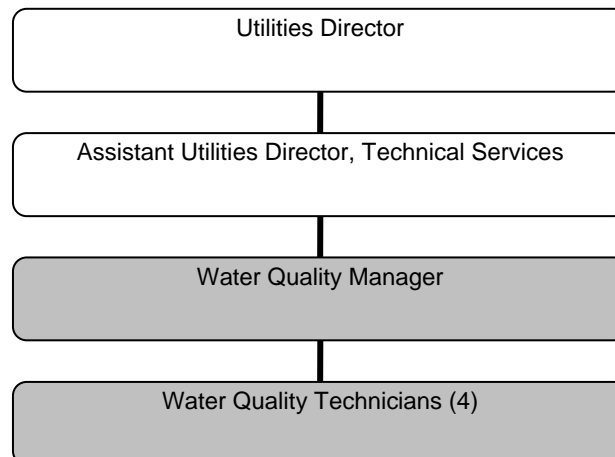 Utilities Director
Assistant Utilities Director, Technical Services
Water Quality Manager
Water Quality Technicians (4)